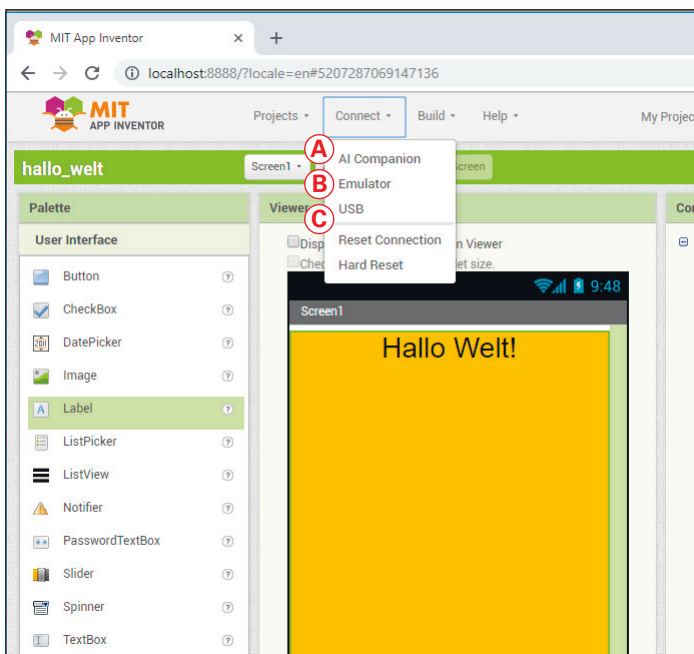 MIT App Inventor
localhost:8888/?locale=en#5207287069147136
MIT
APP INVENTOR
Projects Connect Build Help My Projec
hallo_welt Screen1 Screen
A AI Companion
B Emulator
C USB
Reset Connection
Hard Reset
Palette
Viewer
Co
User Interface
Disp n Viewer
Chec let size.
Button
CheckBox
DatePicker
Image
Label
ListPicker
ListView
Notifier
PasswordTextBox
Slider
Spinner
TextBox
9:48
Screen1
Hallo Welt!